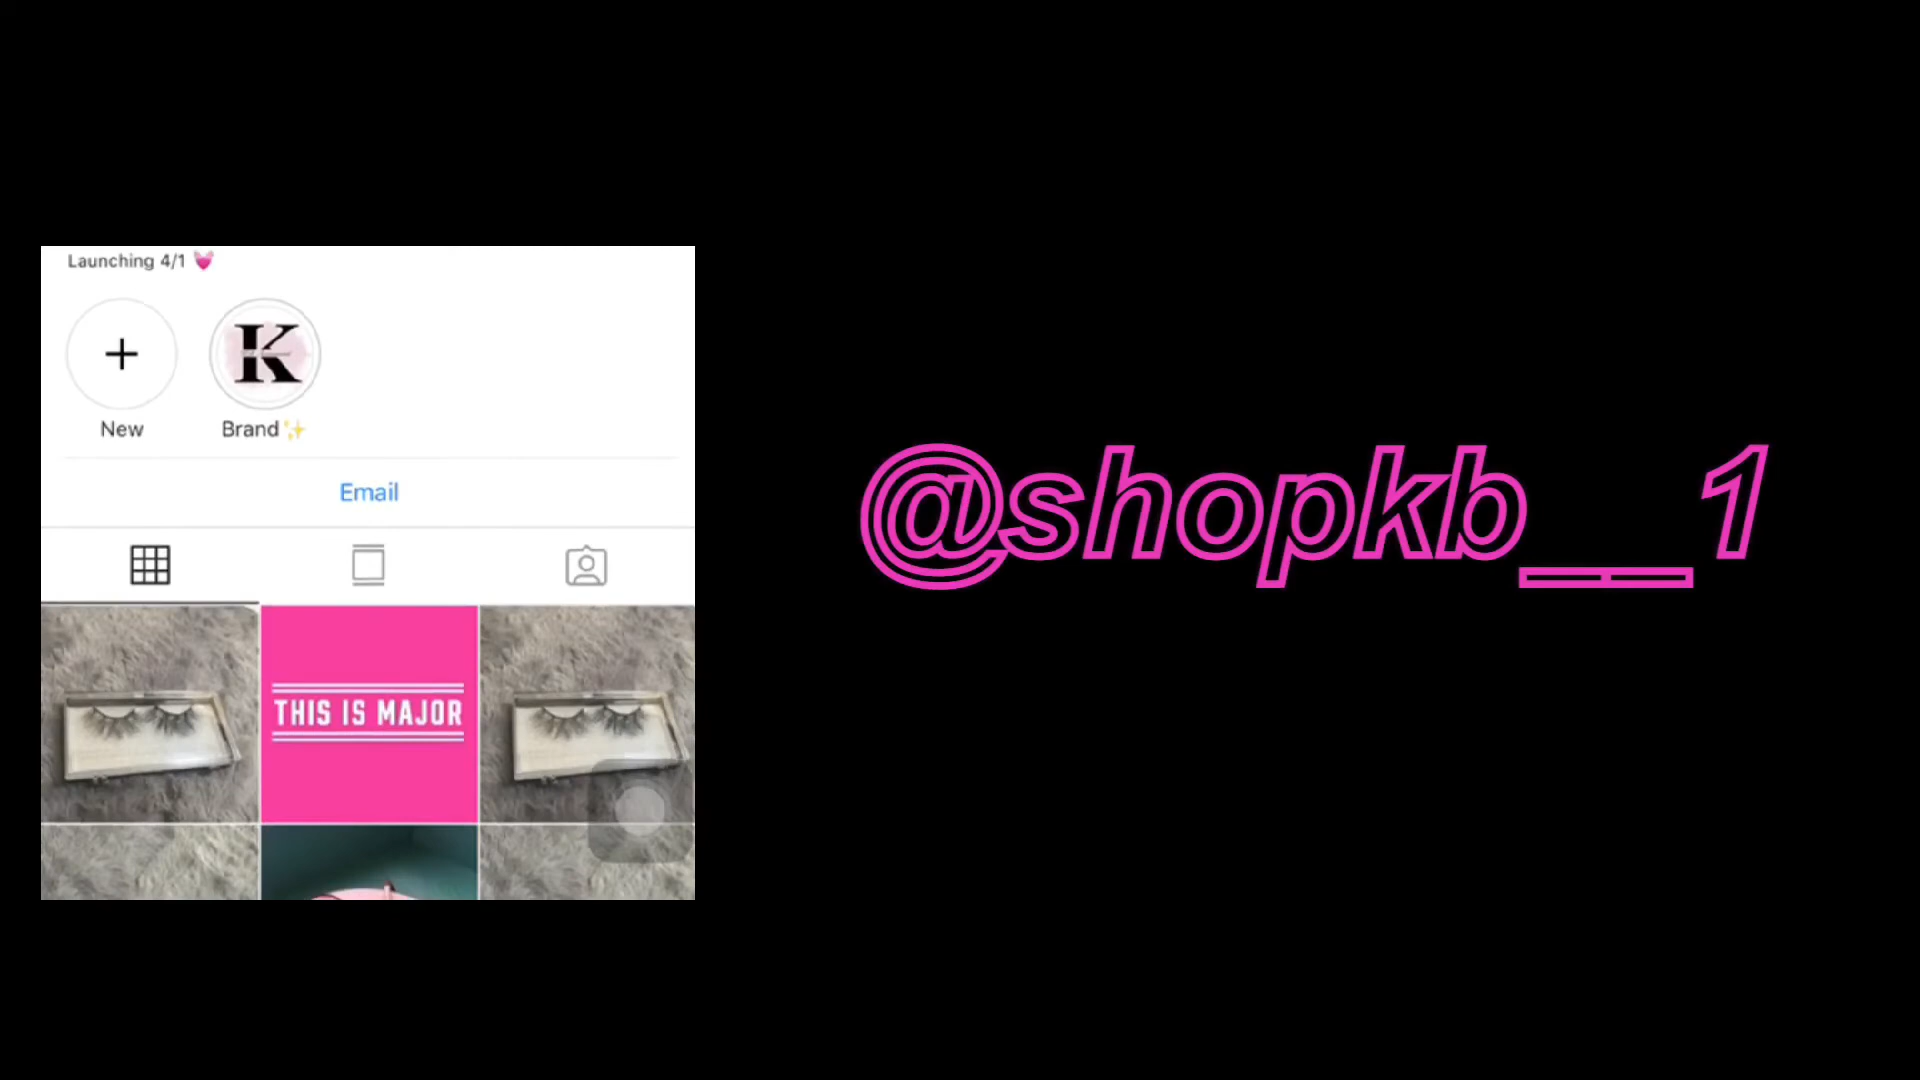 Launching 4/1 💓
K
New
Brand✨
Email
THIS IS MAJOR
@shopkb__1